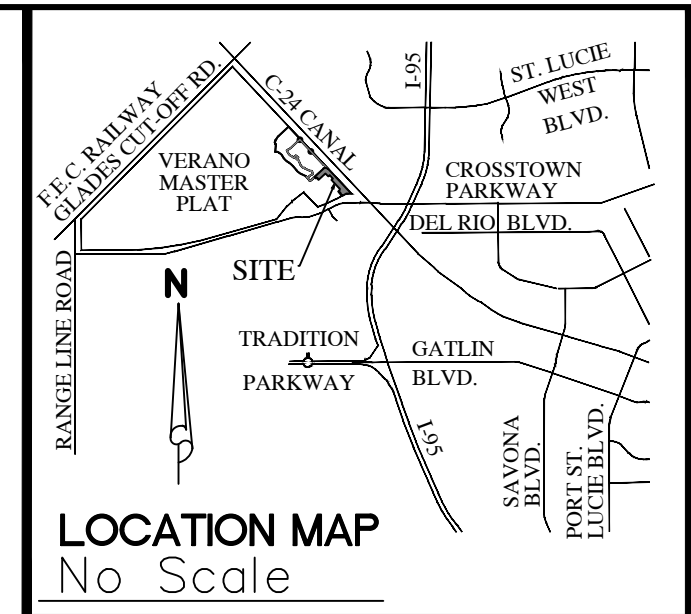 F.E.C. RAILWAY
GLADES CUT-OFF RD.
C-24 CANAL
I-95
ST. LUCIE
WEST
BLVD.
VERANO
MASTER
PLAT
CROSSTOWN
PARKWAY
DEL RIO BLVD.
SITE
N
RANGE LINE ROAD
TRADITION
PARKWAY
GATLIN
BLVD.
I-95
SAVONA
BLVD.
PORT ST.
LUCIE BLVD.
LOCATION MAP
No Scale